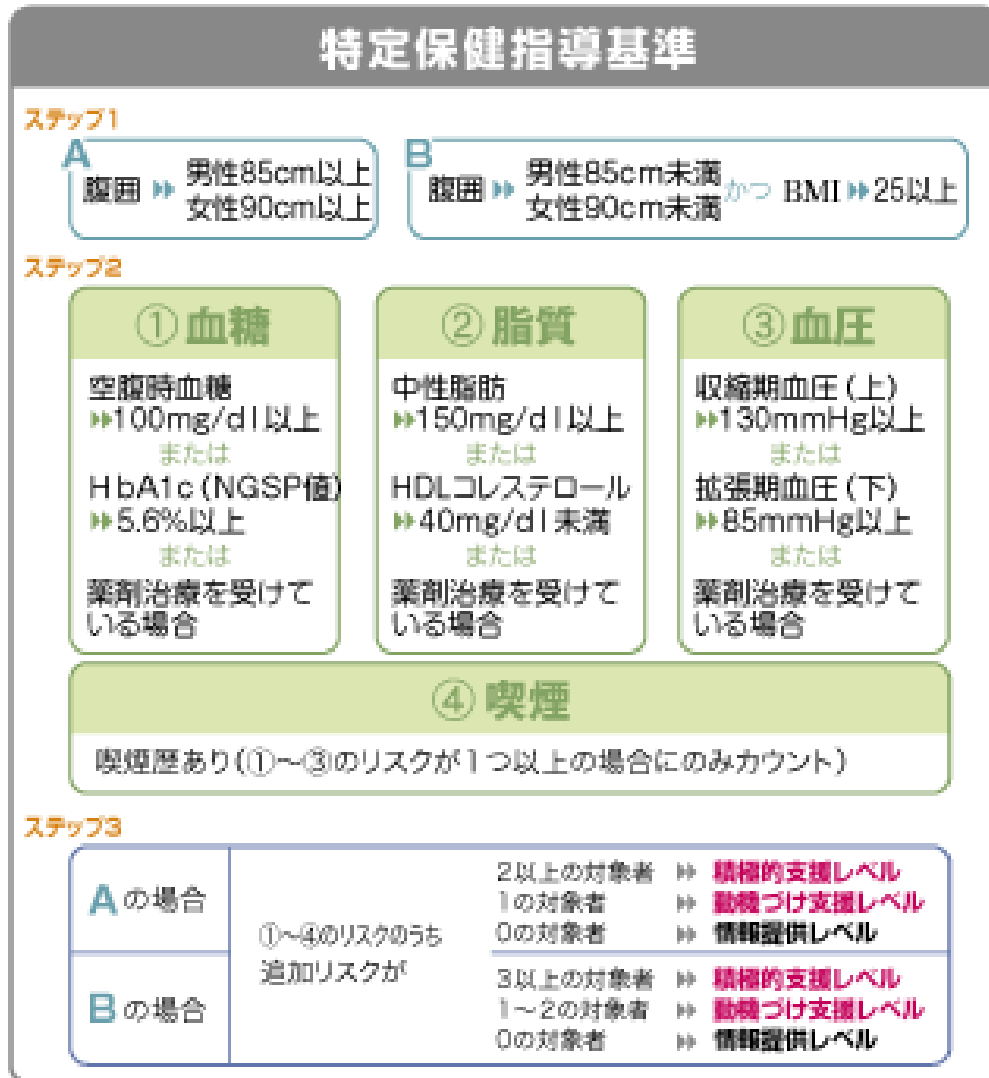 特定保健指導基準
ステップ1
A
腹囲 男性85cm以上
女性90cm以上
B
腹囲 男性85cm未満
女性90cm未満
かつ BMI 25以上
ステップ2
①血糖
空腹時血糖
100mg/dl以上
または
HbA1c(NGSP値)
5.6%以上
または
薬剤治療を受けて
いる場合
②脂質
中性脂肪
150mg/dl以上
または
HDLコレステロール
40mg/dl未満
または
薬剤治療を受けて
いる場合
③血圧
収縮期血圧(上)
130mmHg以上
または
拡張期血圧(下)
85mmHg以上
または
薬剤治療を受けて
いる場合
④喫煙
喫煙歴あり(①～③のリスクが1つ以上の場合にのみカウント)
ステップ3
Aの場合
①～④のリスクのうち
追加リスクが
2以上の対象者 積極的支援レベル
1の対象者 動機づけ支援レベル
0の対象者 情報提供レベル
Bの場合
3以上の対象者 積極的支援レベル
1～2の対象者 動機づけ支援レベル
0の対象者 情報提供レベル